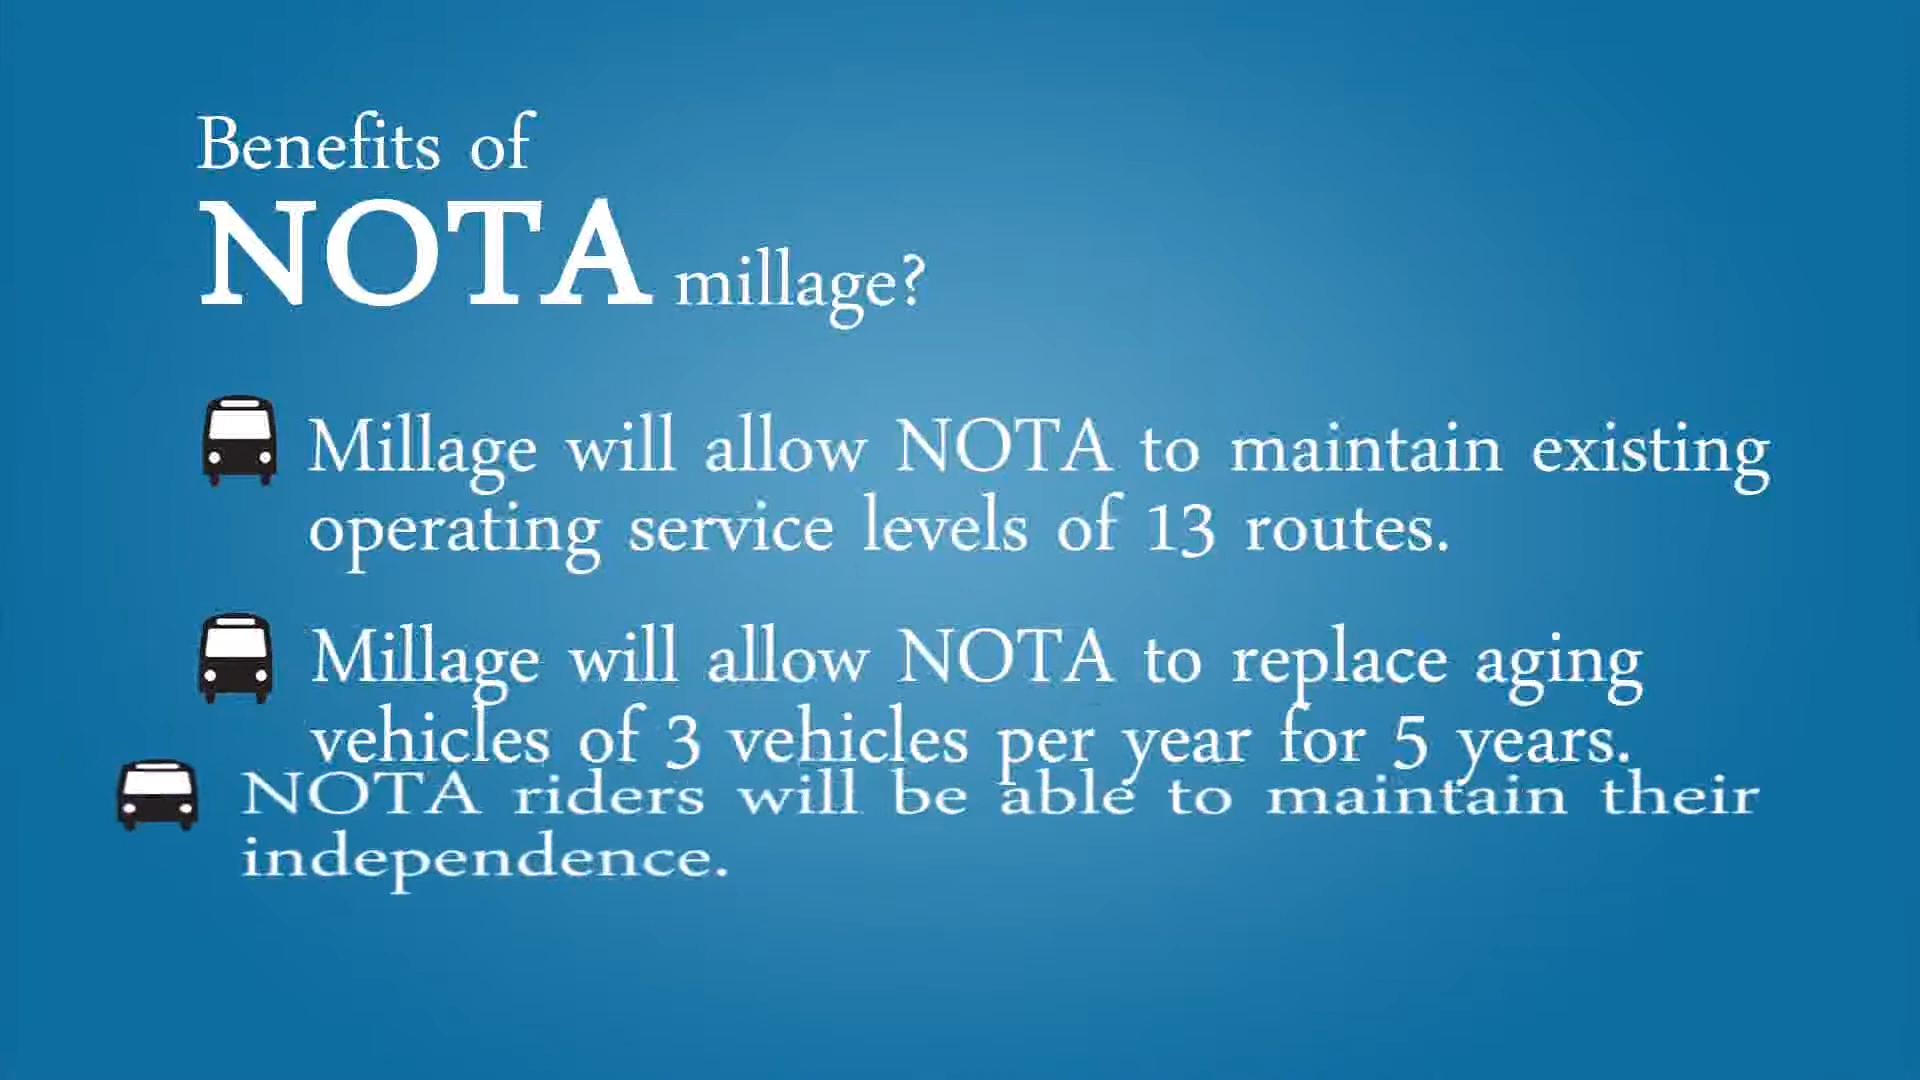 Benefits of
NOTA millage?
Millage will allow NOTA to maintain existing
operating service levels of 13 routes.
Millage will allow NOTA to replace aging
vehicles of 3 vehicles per year for 5 years.
NOTA riders will be able to maintain their
independence.